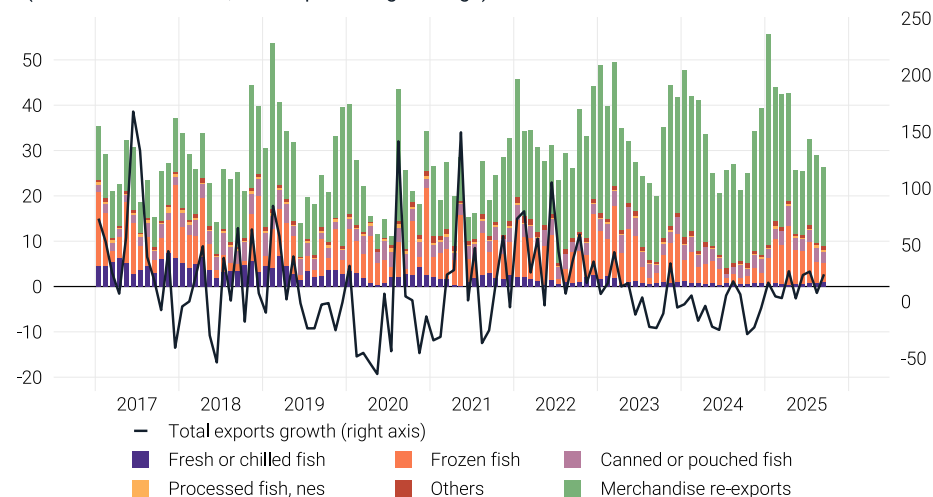 250
50 200
40 150
30 100
20 50
10 0
0 -50
-10
-20
2017 2018 2019 2020 2021 2022 2023 2024 2025
Total exports growth (right axis)
Fresh or chilled fish Frozen fish Canned or pouched fish
Processed fish, nes Others Merchandise re-exports